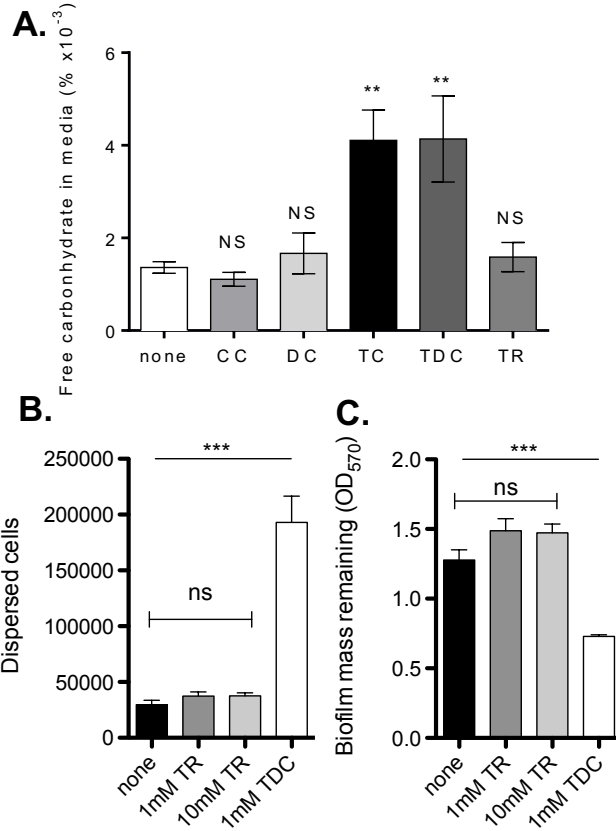 A.
Free carbonhydrate in media (% x10-3)
6
4
2
0
NS
NS
**
**
NS
none
CC
DC
TC
TDC
TR
B.
Dispersed cells
250000
200000
150000
100000
50000
0
***
ns
none
1mM TR
10mM TR
1mM TDC
C.
Biofilm mass remaining (OD570)
2.0
1.5
1.0
0.5
0.0
***
ns
none
1mM TR
10mM TR
1mM TDC